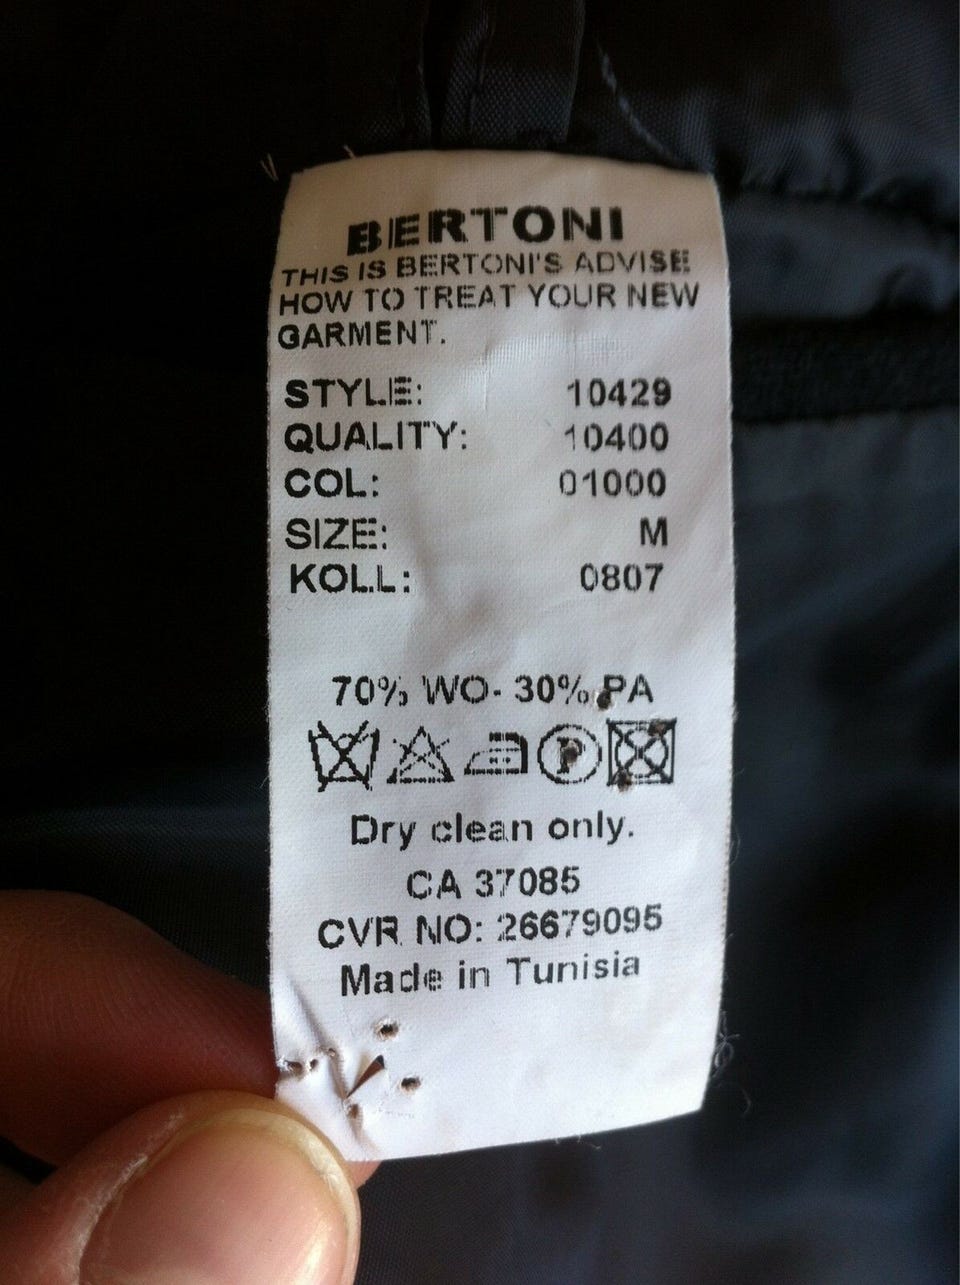 BERTONI
THIS IS BERTONI'S ADVISE
HOW TO TREAT YOUR NEW
GARMENT.
STYLE: 10429
QUALITY: 10400
COL: 01000
SIZE: M
KOLL: 0807
70% WO- 30% PA
P
Dry clean only.
CA 37085
CVR NO: 26679095
Made in Tunisia